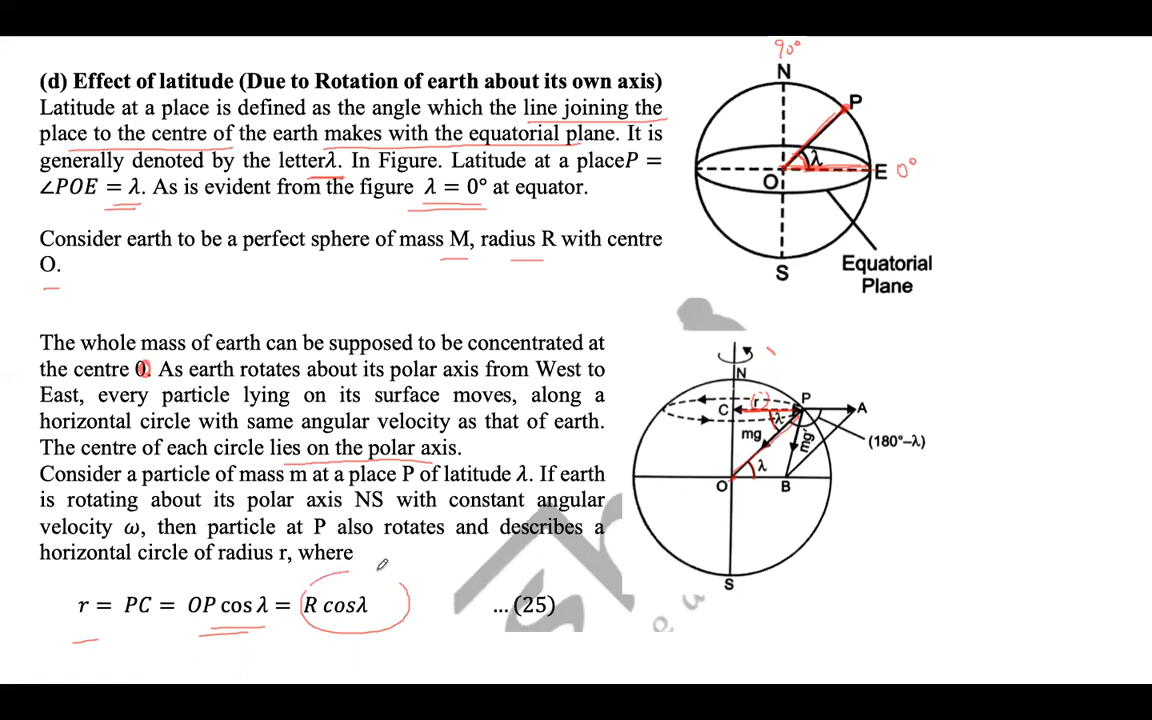 (d) Effect of latitude (Due to Rotation of earth about its own axis)
Latitude at a place is defined as the angle which the line joining the
place to the centre of the earth makes with the equatorial plane. It is
generally denoted by the letterλ. In Figure. Latitude at a placeP =
∠POE = λ. As is evident from the figure λ = 0° at equator.
Consider earth to be a perfect sphere of mass M, radius R with centre
O.
90°
N
P
λ
E 0°
O
S
Equatorial
Plane
The whole mass of earth can be supposed to be concentrated at
the centre 0. As earth rotates about its polar axis from West to
East, every particle lying on its surface moves, along a
horizontal circle with same angular velocity as that of earth.
The centre of each circle lies on the polar axis.
Consider a particle of mass m at a place P of latitude λ. If earth
is rotating about its polar axis NS with constant angular
velocity ω, then particle at P also rotates and describes a
horizontal circle of radius r, where
r = PC = OP cos λ = R cosλ ... (25)
N
C r P A
λ
mg mg' (180°–λ)
λ
O B
S